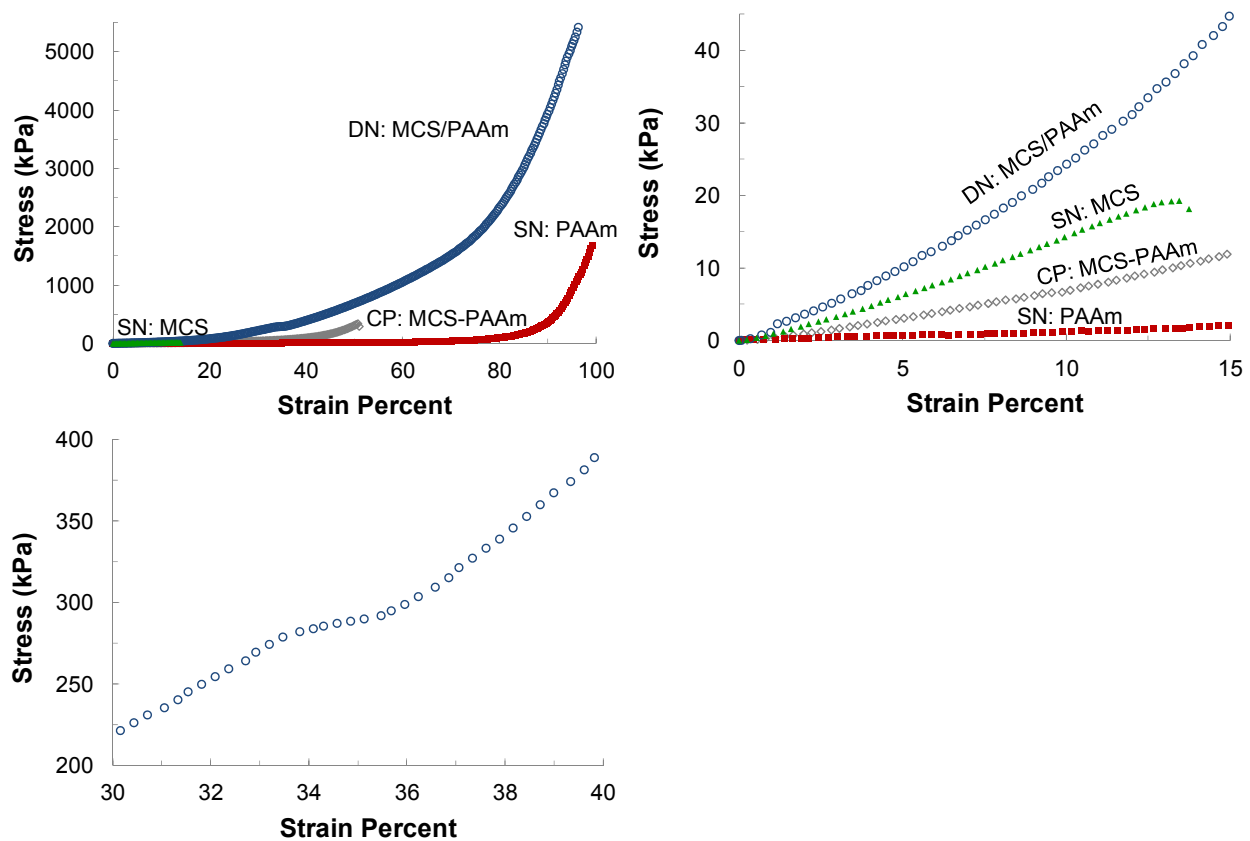 5000
4000
3000
2000
1000
0
Stress (kPa)
DN: MCS/PAAm
SN: PAAm
SN: MCS
CP: MCS-PAAm
0 20 40 60 80 100
Strain Percent
40
30
20
10
0
Stress (kPa)
DN: MCS/PAAm
SN: MCS
CP: MCS-PAAm
SN: PAAm
0 5 10 15
Strain Percent
400
350
300
250
200
Stress (kPa)
30 32 34 36 38 40
Strain Percent